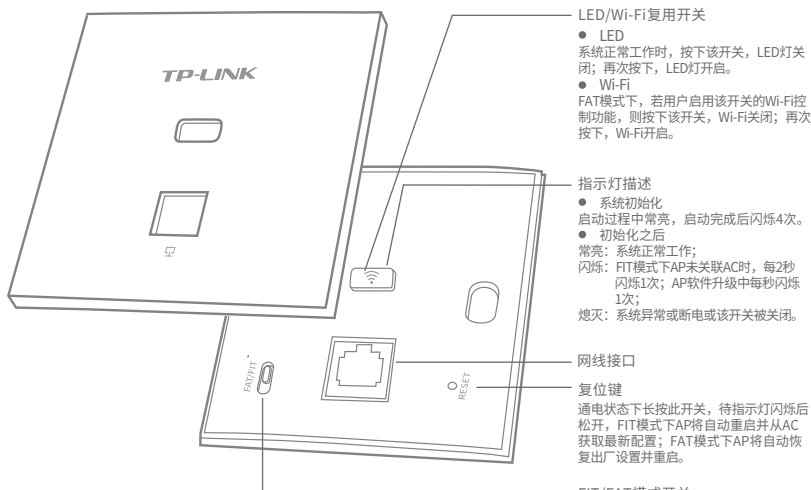 TP-LINK
LED/Wi-Fi复用开关
● LED
系统正常工作时，按下该开关，LED灯关
闭；再次按下，LED灯开启。
● Wi-Fi
FAT模式下，若用户启用该开关的Wi-Fi控
制功能，则按下该开关，Wi-Fi关闭；再次
按下，Wi-Fi开启。
指示灯描述
● 系统初始化
启动过程中常亮，启动完成后闪烁4次。
● 初始化之后
常亮：系统正常工作；
闪烁：FIT模式下AP未关联AC时，每2秒
闪烁1次；AP软件升级中每秒闪烁
1次；
熄灭：系统异常或断电或该开关被关闭。
网线接口
复位键
通电状态下长按此开关，待指示灯闪烁后
松开，FIT模式下AP将自动重启并从AC
获取最新配置；FAT模式下AP将自动恢
复出厂设置并重启。
FAT/FIT
RESET
FIT/FAT模式开关